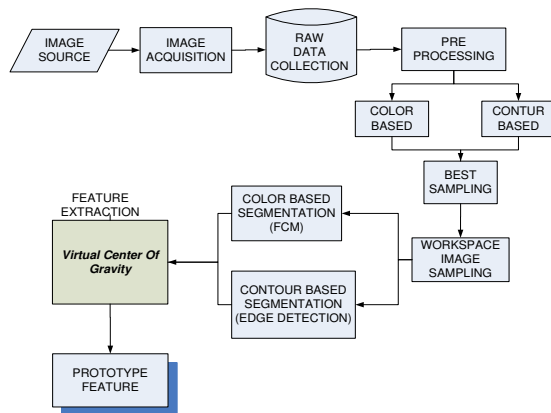 IMAGE
SOURCE
IMAGE
ACQUISITION
RAW
DATA
COLLECTION
PRE
PROCESSING
COLOR
BASED
CONTUR
BASED
BEST
SAMPLING
WORKSPACE
IMAGE
SAMPLING
COLOR BASED
SEGMENTATION
(FCM)
CONTOUR BASED
SEGMENTATION
(EDGE DETECTION)
FEATURE
EXTRACTION
Virtual Center Of
Gravity
PROTOTYPE
FEATURE